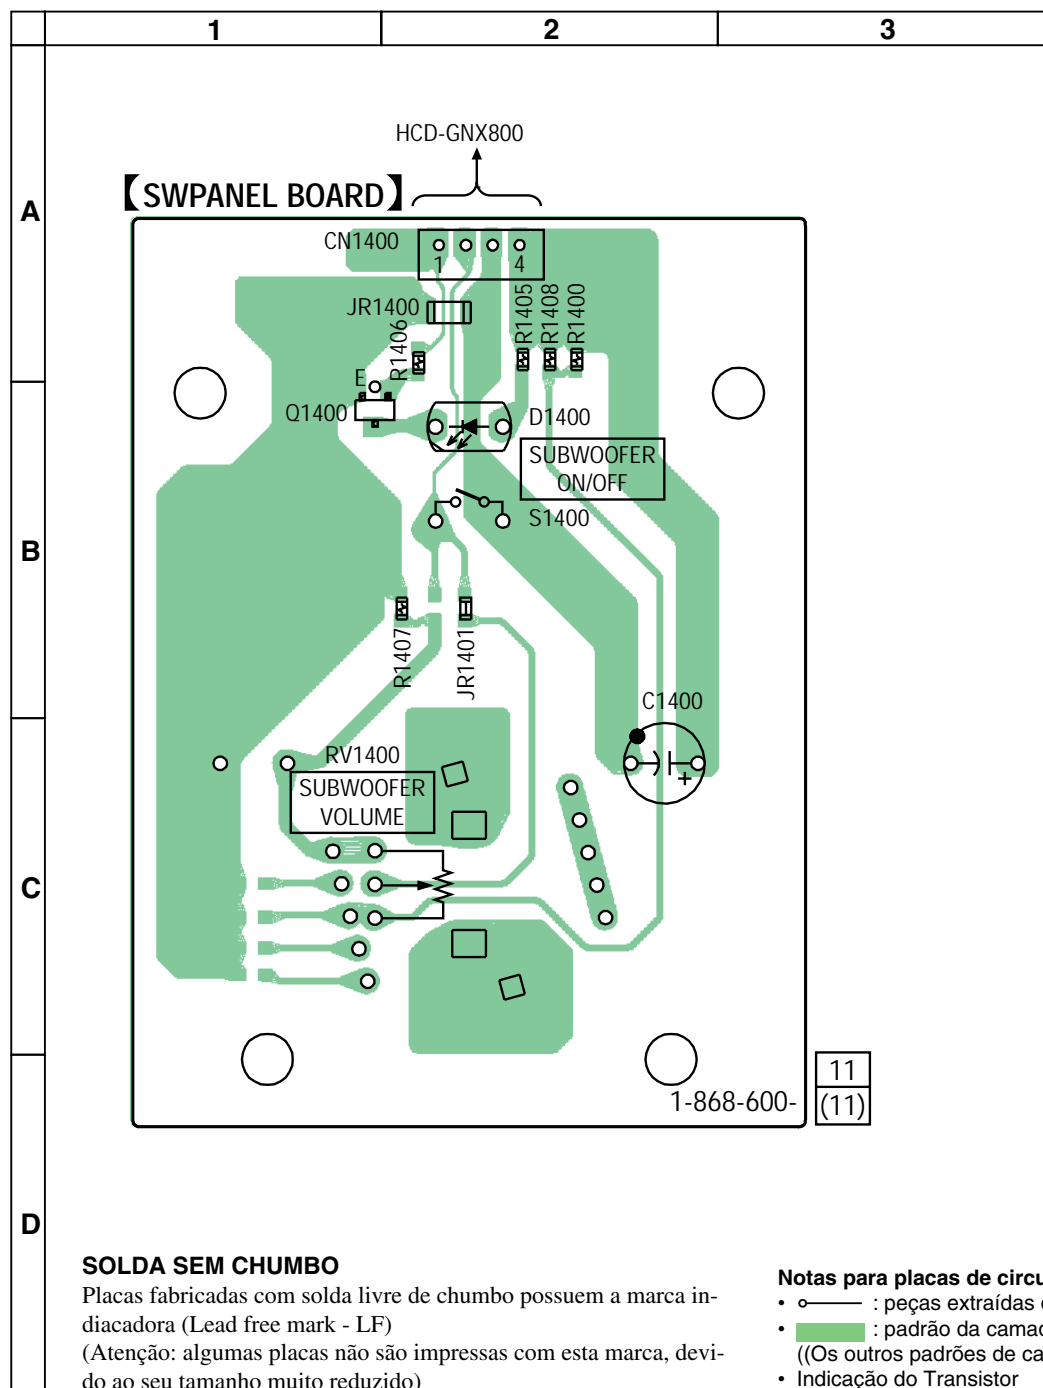 1 2 3
HCD-GNX800
【SWPANEL BOARD】
A
CN1400
1 4
JR1400
R1406
R1405
R1408
R1400
E
Q1400
D1400
SUBWOOFER
ON/OFF
S1400
B
R1407
JR1401
C1400
+
RV1400
SUBWOOFER
VOLUME
C
11
1-868-600- (11)
D
SOLDA SEM CHUMBO
Placas fabricadas com solda livre de chumbo possuem a marca in-
diacadora (Lead free mark - LF)
(Atenção: algumas placas não são impressas com esta marca, devi-
do ao seu tamanho muito reduzido)
Notas para placas de circu
• : peças extraídas
• : padrão da camad
((Os outros padrões de ca
• Indicação do Transistor